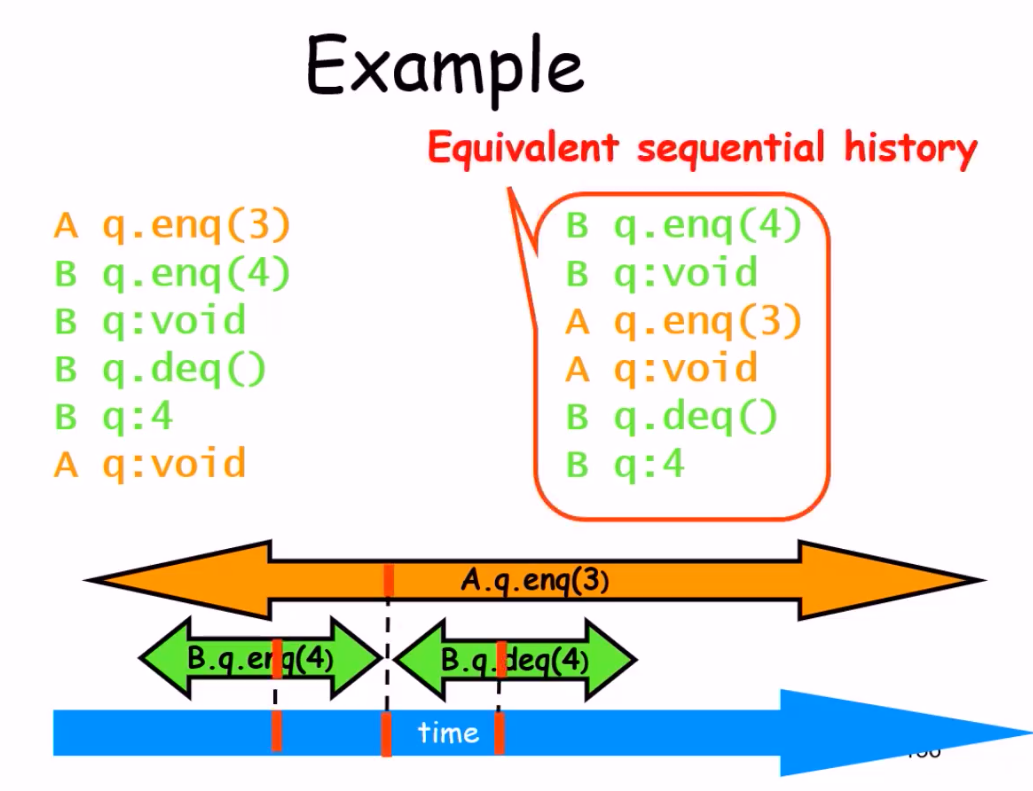 Example
Equivalent sequential history
A q.enq(3)
B q.enq(4)
B q:void
B q.deq()
B q:4
A q:void
B q.enq(4)
B q:void
A q.enq(3)
A q:void
B q.deq()
B q:4
A.q.enq(3)
B.q.enq(4)
B.q.deq(4)
time